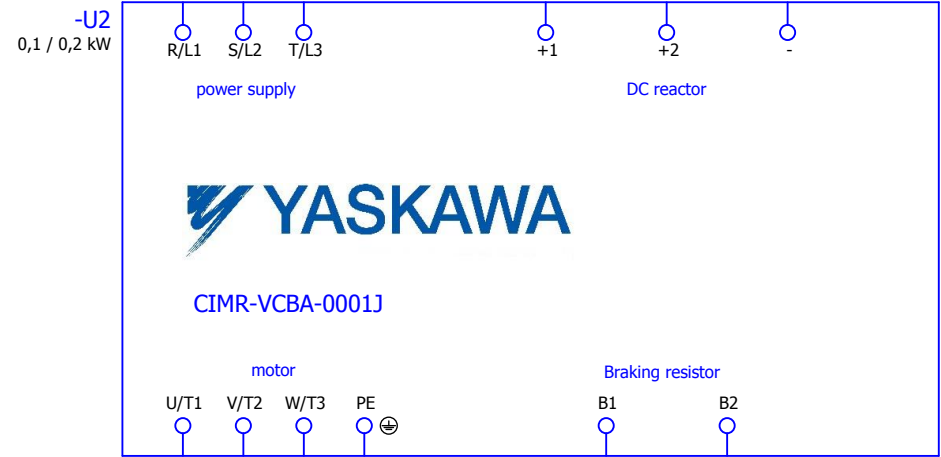 -U2
0,1 / 0,2 kW
R/L1 S/L2 T/L3 +1 +2 -
power supply DC reactor
YASKAWA
CIMR-VCBA-0001J
motor Braking resistor
U/T1 V/T2 W/T3 PE B1 B2